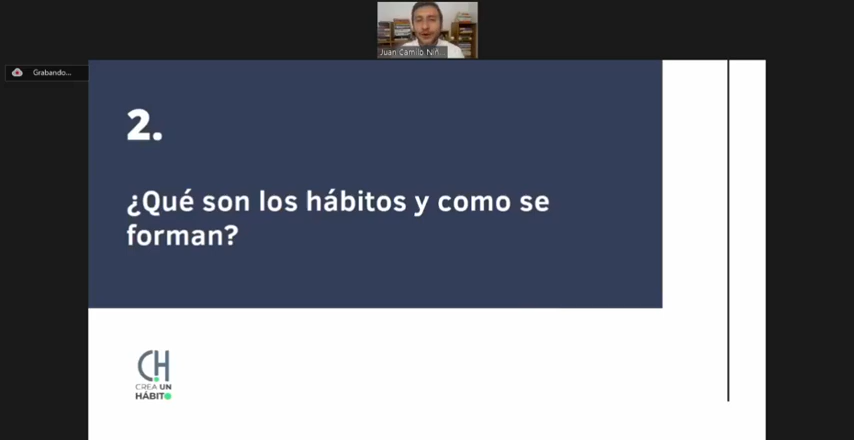 Juan Camilo Niñ...
Grabando...
2.
¿Qué son los hábitos y como se
forman?
CH
CREA UN
HÁBITO